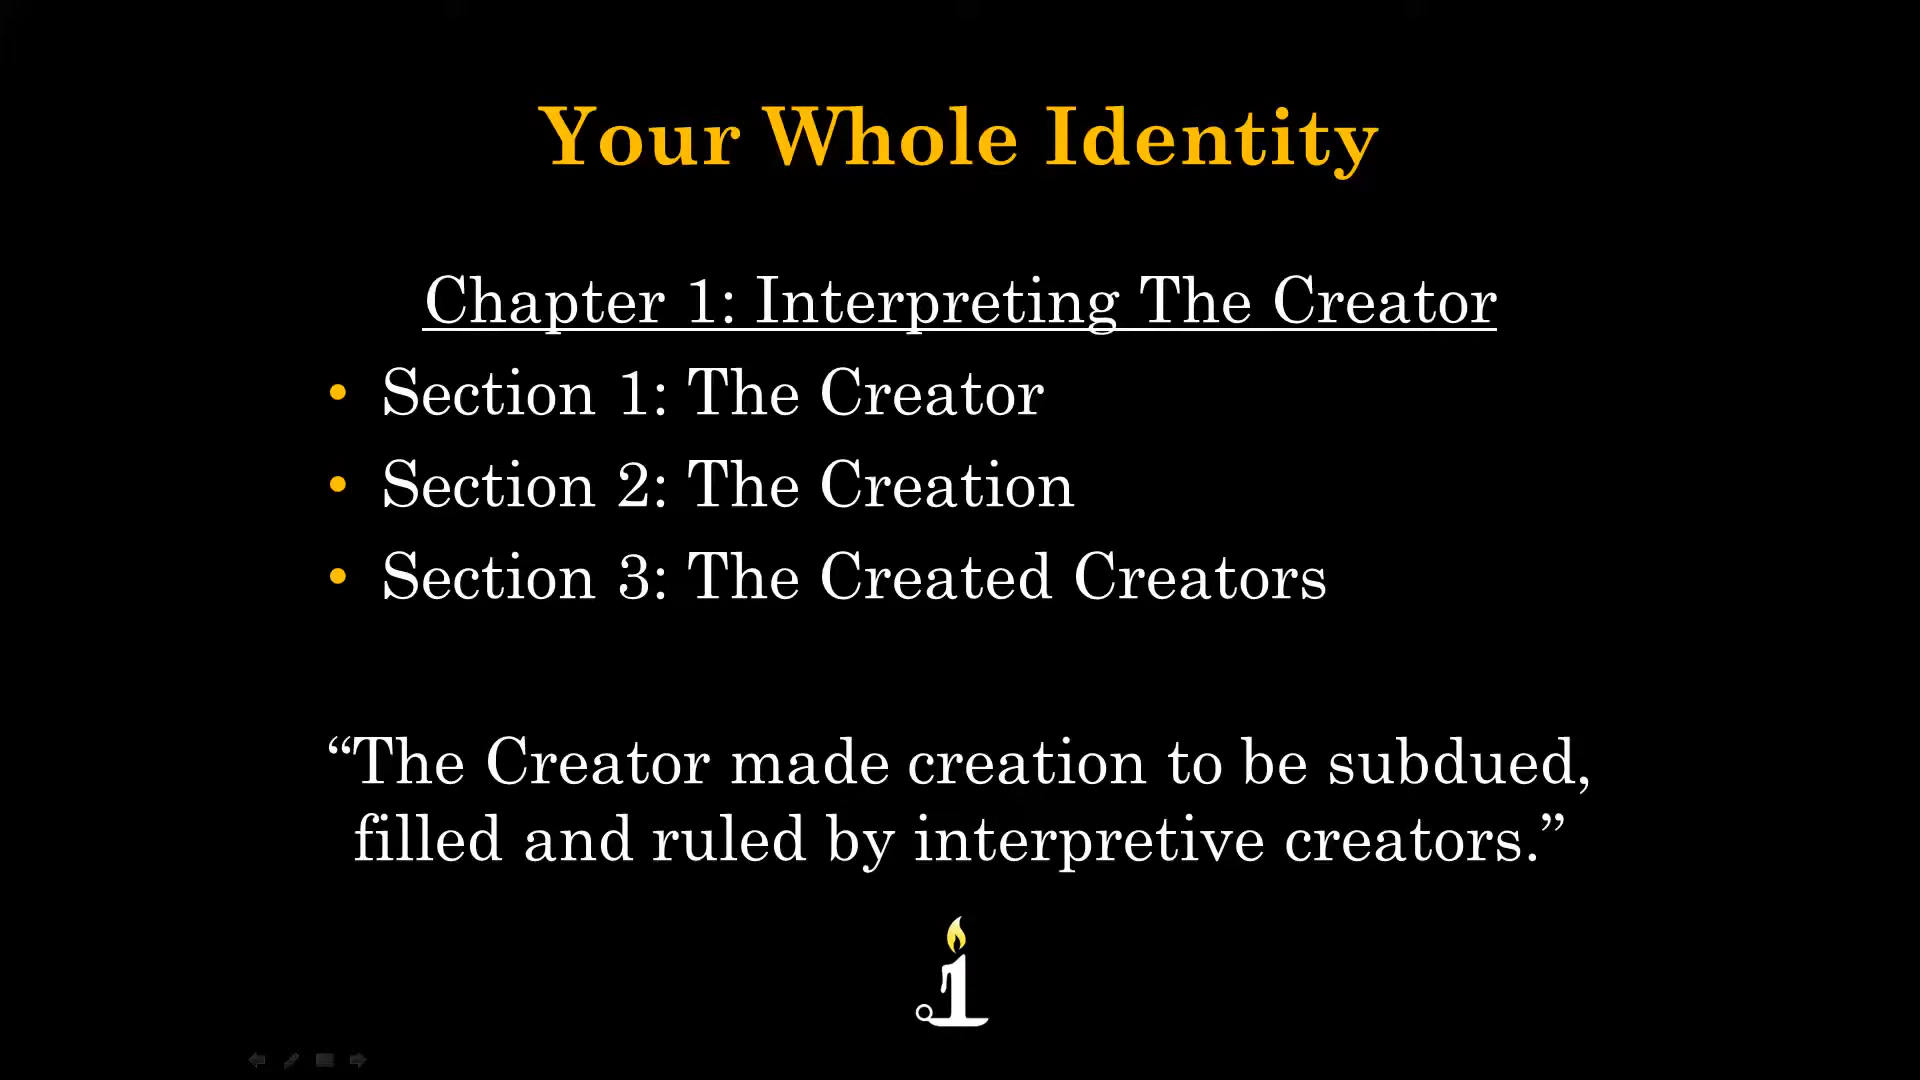 Your Whole Identity
Chapter 1: Interpreting The Creator
• Section 1: The Creator
• Section 2: The Creation
• Section 3: The Created Creators
“The Creator made creation to be subdued,
filled and ruled by interpretive creators.”